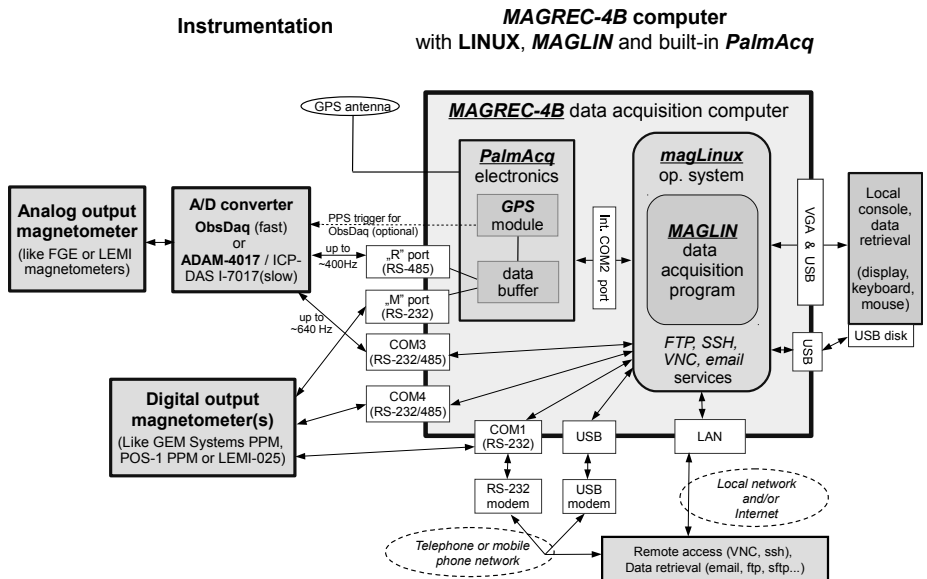 Instrumentation
MAGREC-4B computer
with LINUX, MAGLIN and built-in PalmAcq
GPS antenna
MAGREC-4B data acquisition computer
PalmAcq
electronics
GPS
module
data
buffer
magLinux
op. system
MAGLIN
data
acquisition
program
FTP, SSH,
VNC, email
services
Int. COM2 port
VGA & USB
USB
Local
console,
data
retrieval
(display,
keyboard,
mouse)
USB disk
Analog output
magnetometer
(like FGE or LEMI
magnetometers)
A/D converter
ObsDaq (fast)
or
ADAM-4017 / ICP-
DAS I-7017(slow)
PPS trigger for
ObsDaq (optional)
up to
~400Hz
„R" port
(RS-485)
„M" port
(RS-232)
up to
~640 Hz
COM3
(RS-232/485)
COM4
(RS-232/485)
Digital output
magnetometer(s)
(Like GEM Systems PPM,
POS-1 PPM or LEMI-025)
COM1
(RS-232)
USB
LAN
RS-232
modem
USB
modem
Local network
and/or
Internet
Telephone or mobile
phone network
Remote access (VNC, ssh),
Data retrieval (email, ftp, sftp...)